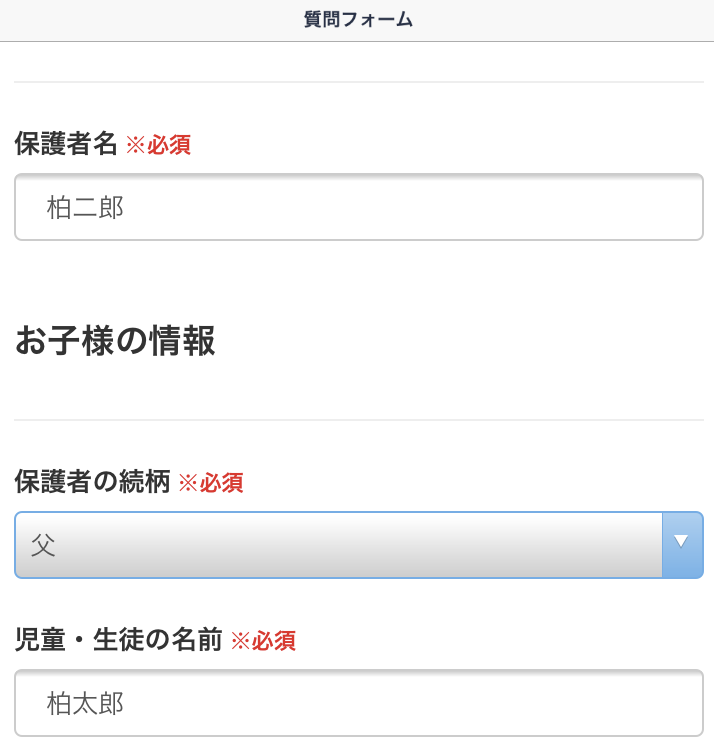 質問フォーム
保護者名 ※必須
柏二郎
お子様の情報
保護者の続柄 ※必須
父
児童・生徒の名前 ※必須
柏太郎